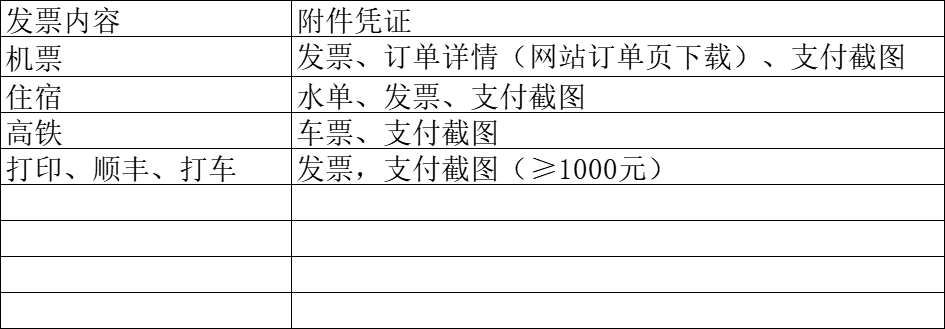 发票内容 附件凭证
机票 发票、订单详情（网站订单页下载）、支付截图
住宿 水单、发票、支付截图
高铁 车票、支付截图
打印、顺丰、打车 发票，支付截图（≥1000元）